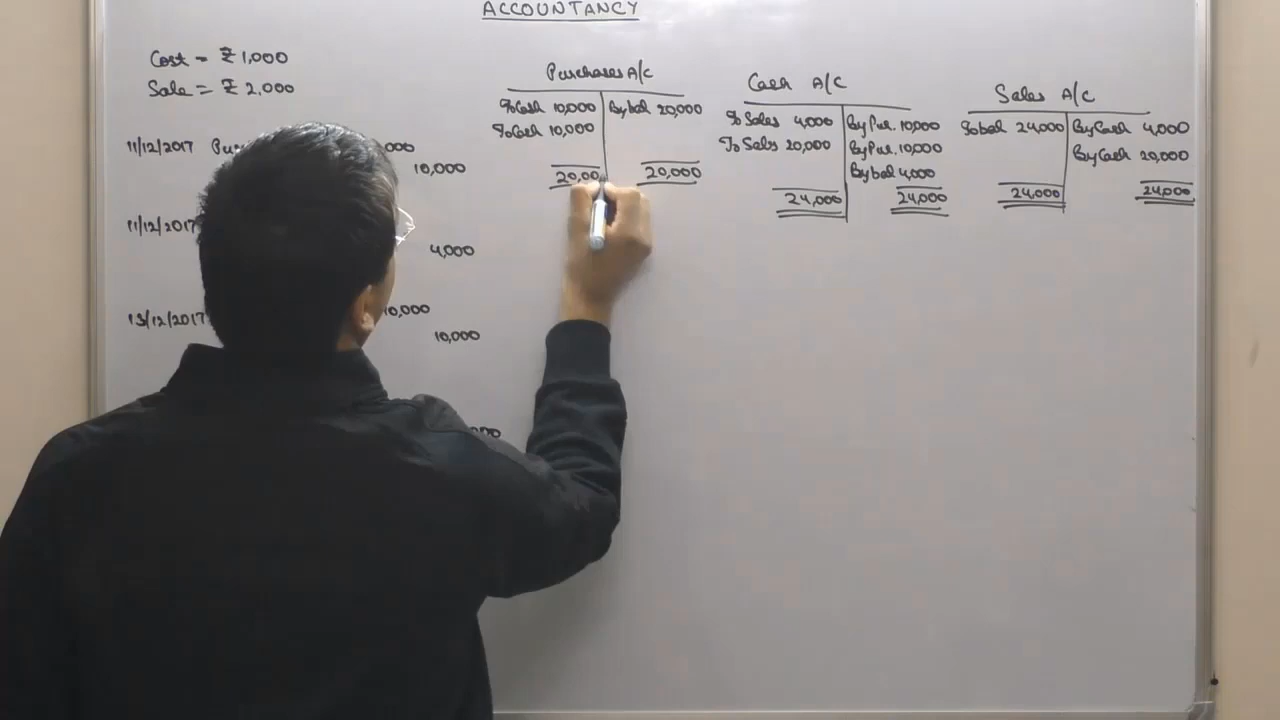 ACCOUNTANCY
Cost = ₹ 1,000
Sale = ₹ 2,000
11/12/2017
10,000
11/12/2017
4,000
13/12/2017 10,000
10,000
Purchases A/C
To Cash 10,000 By bal 20,000
To Cash 10,000
20,00 20,000
Cash A/C
To Sales 4,000 By Pur. 10,000
To Sales 20,000 By Pur. 10,000
By bal 4,000
24,000 24,000
Sales A/C
To bal 24,000 By Cash 4,000
By Cash 20,000
24,000 24,000